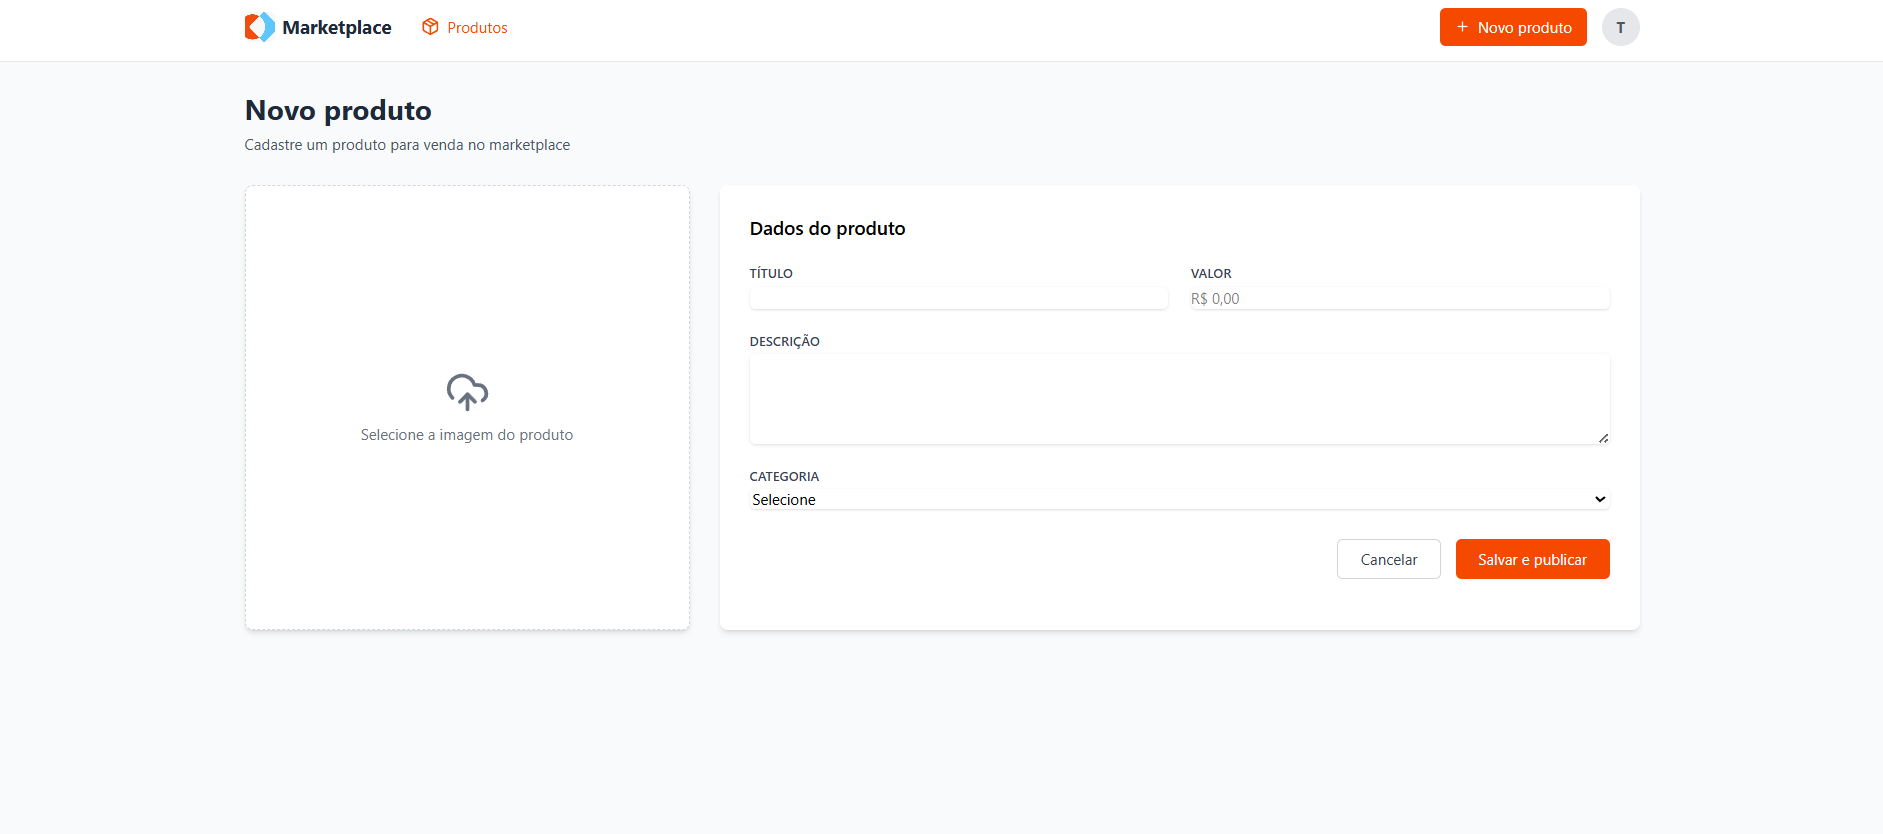 Marketplace
Produtos
+ Novo produto
T
Novo produto
Cadastre um produto para venda no marketplace
Selecione a imagem do produto
Dados do produto
TÍTULO
VALOR
R$ 0,00
DESCRIÇÃO
CATEGORIA
Selecione
Cancelar
Salvar e publicar